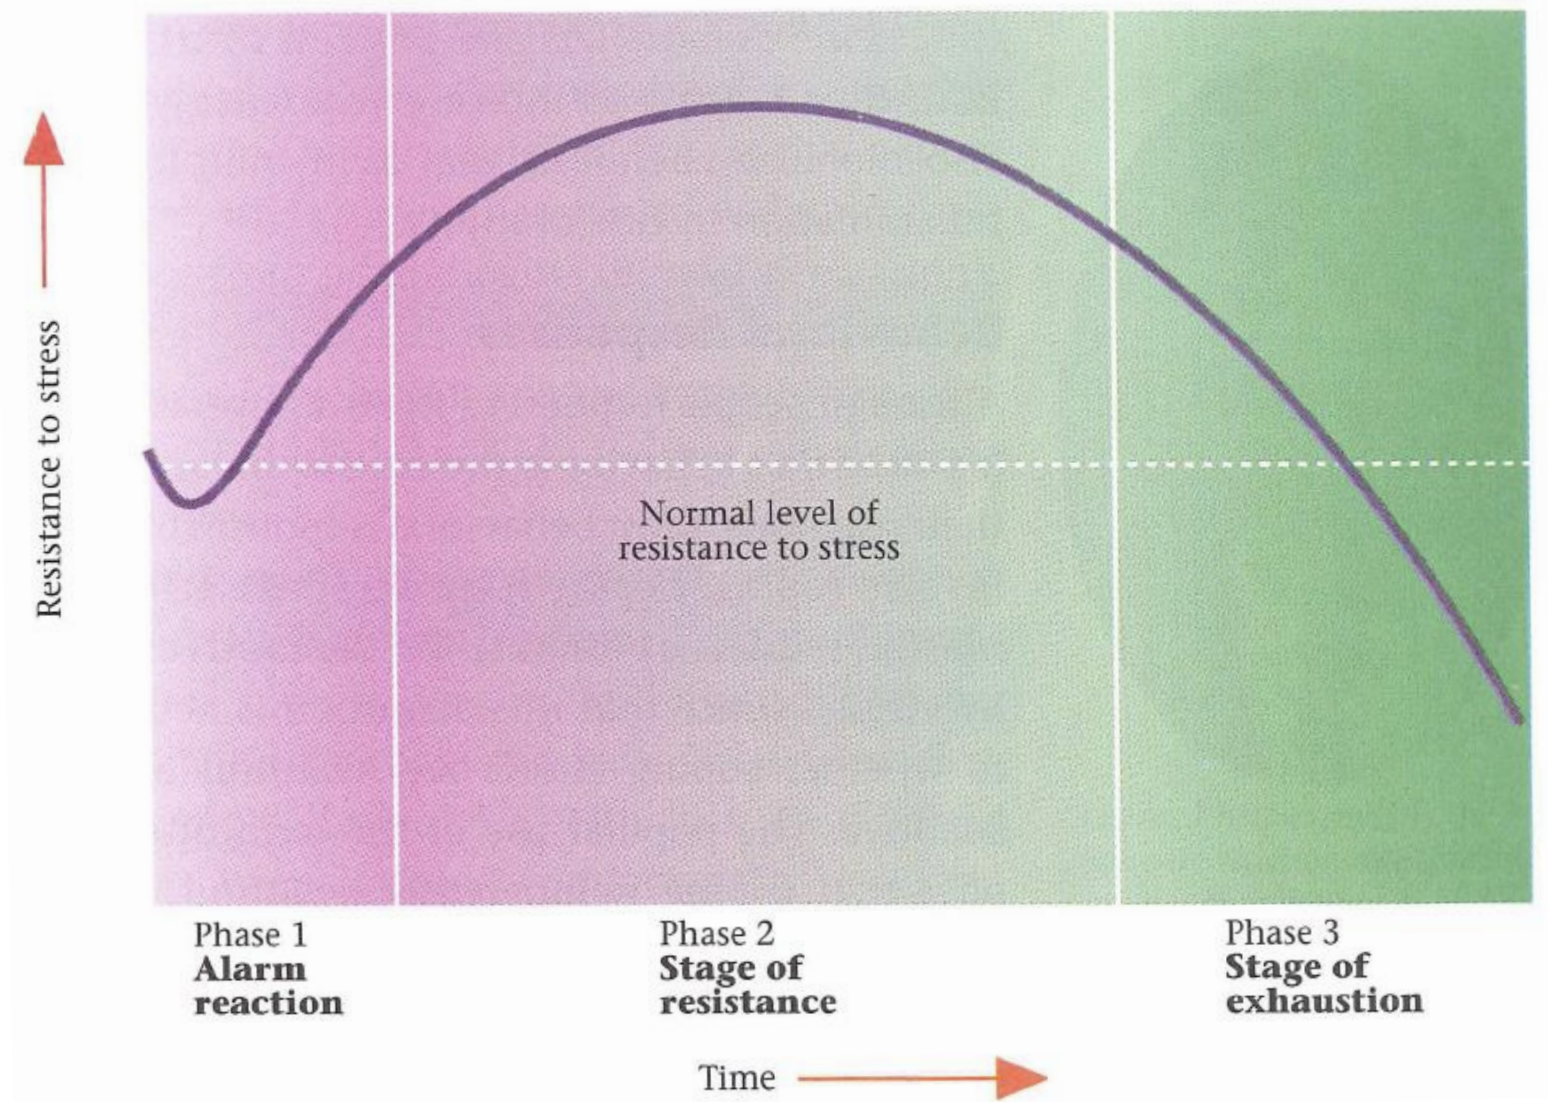 Resistance to stress
Normal level of
resistance to stress
Phase 1
Alarm
reaction
Phase 2
Stage of
resistance
Phase 3
Stage of
exhaustion
Time